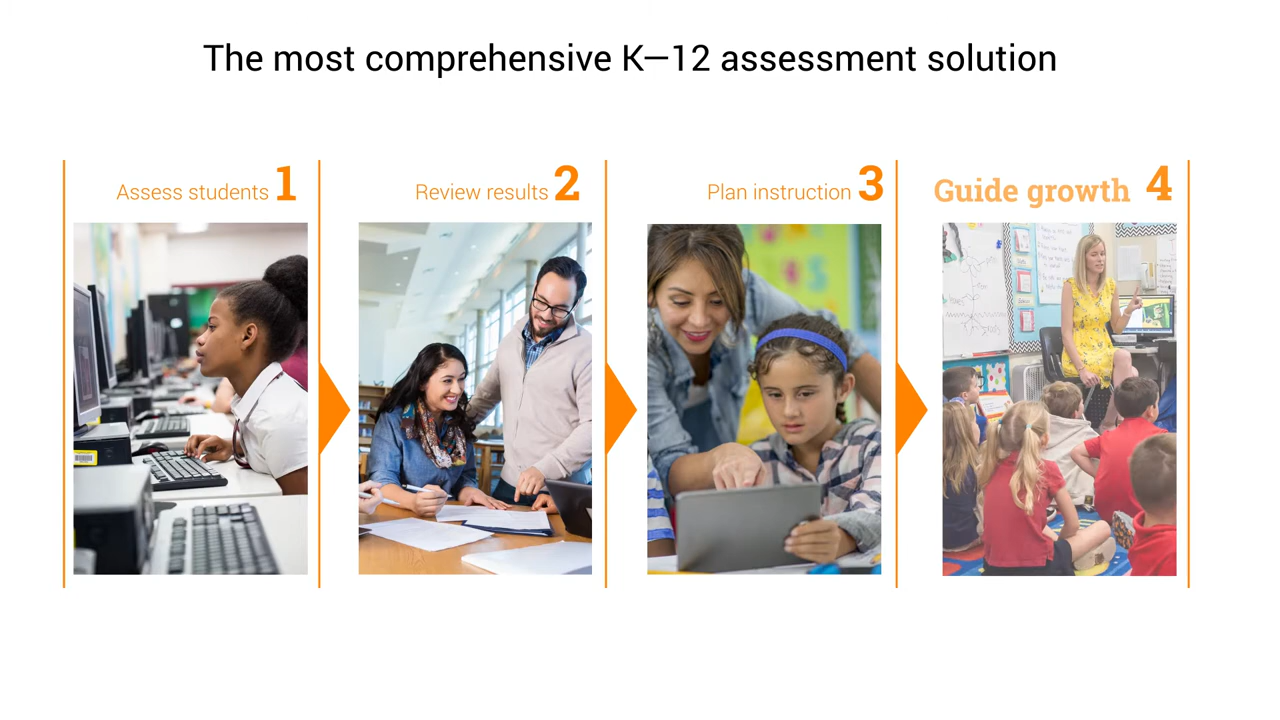 The most comprehensive K—12 assessment solution
Assess students 1
Review results 2
Plan instruction 3
Guide growth 4